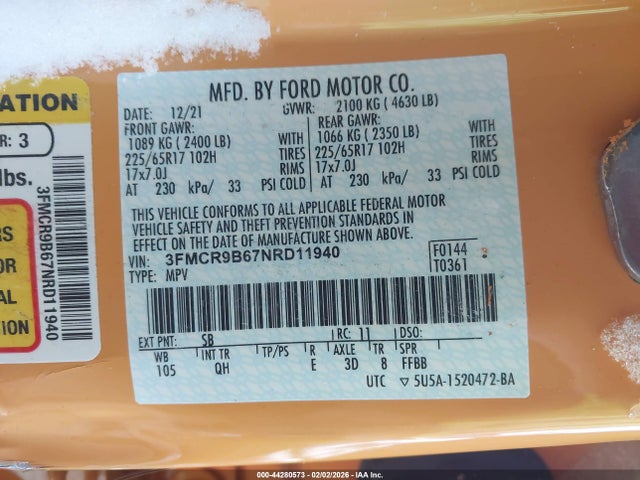 ATION
R: 3
lbs.
RS
OR
AL
TION
3FMCR9B67NRD11940
MFD. BY FORD MOTOR CO.
DATE: 12/21 GVWR: 2100 KG ( 4630 LB)
FRONT GAWR: REAR GAWR:
1089 KG ( 2400 LB) WITH 1066 KG ( 2350 LB) WITH
225/65R17 102H TIRES 225/65R17 102H TIRES
17x7.0J RIMS 17x7.0J RIMS
AT 230 kPa/ 33 PSI COLD AT 230 kPa/ 33 PSI COLD
THIS VEHICLE CONFORMS TO ALL APPLICABLE FEDERAL MOTOR
VEHICLE SAFETY AND THEFT PREVENTION STANDARDS IN
EFFECT ON THE DATE OF MANUFACTURE SHOWN ABOVE.
VIN: 3FMCR9B67NRD11940 F0144
TYPE: MPV T0361
EXT PNT: SB RC: 11 DSO:
WB INT TR TP/PS R AXLE TR SPR
105 QH E 3D 8 FFBB
UTC ▽5U5A-1520472-BA
000-44280573 - 02/02/2026 - IAA Inc.